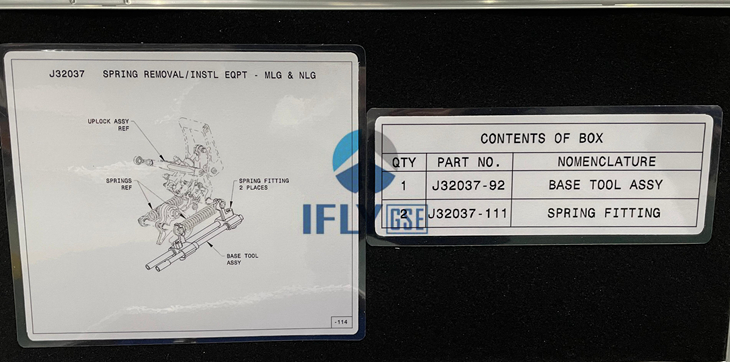 J32037 SPRING REMOVAL/INSTL EQPT - MLG & NLG
UPLOCK ASSY
REF
SPRINGS
REF
SPRING FITTING
2 PLACES
BASE TOOL
ASSY
-114
IFLY GSE
CONTENTS OF BOX
QTY PART NO. NOMENCLATURE
1 J32037-92 BASE TOOL ASSY
2 J32037-111 SPRING FITTING